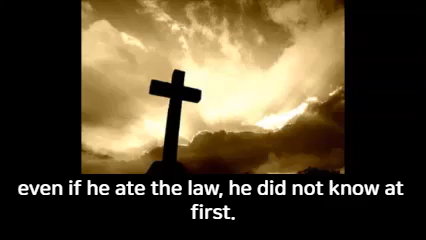 even if he ate the law, he did not know at
first.